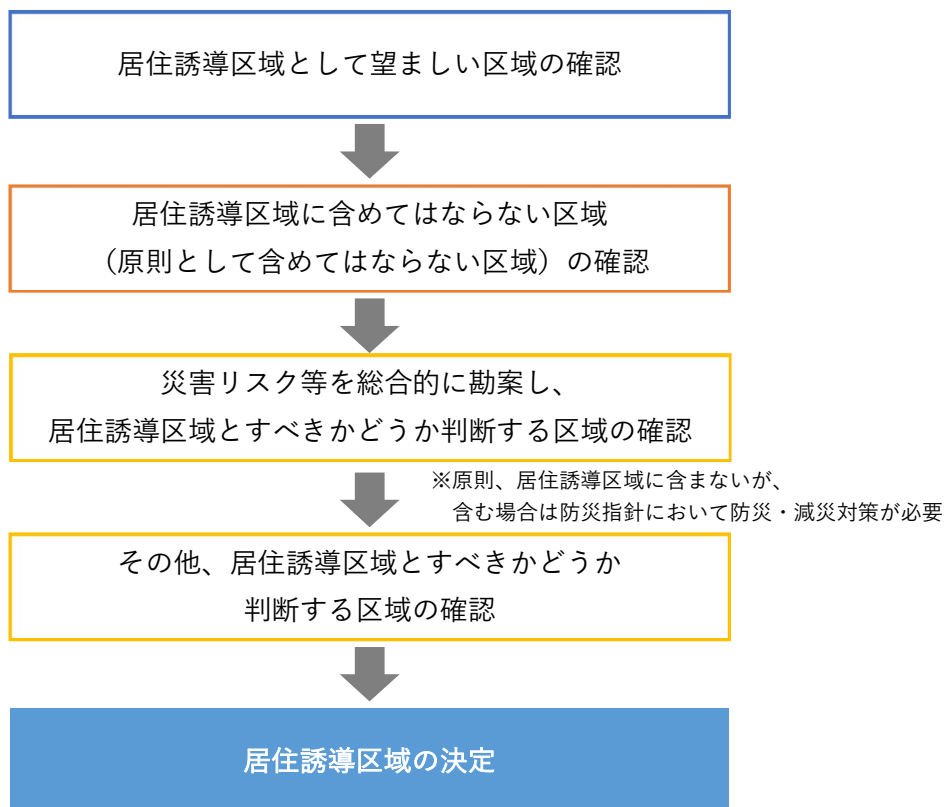 居住誘導区域として望ましい区域の確認
居住誘導区域に含めてはならない区域
（原則として含めてはならない区域）の確認
災害リスク等を総合的に勘案し、
居住誘導区域とすべきかどうか判断する区域の確認
※原則、居住誘導区域に含まないが、
含む場合は防災指針において防災・減災対策が必要
その他、居住誘導区域とすべきかどうか
判断する区域の確認
居住誘導区域の決定